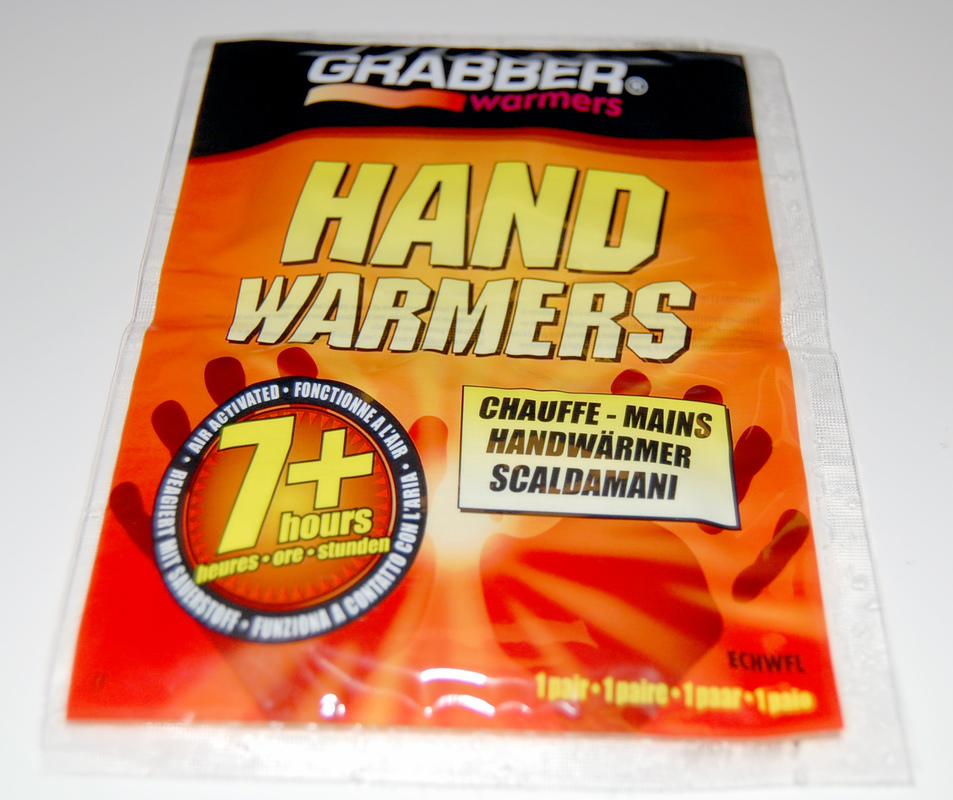 GRABBER®
warmers
HAND
WARMERS
AIR ACTIVATED • FONCTIONNE A L'AIR • FUNZIONA A CONTATTO CON L'ARIA • REAGIERT MIT SAUERSTOFF •
7+
hours
heures • ore • stunden
CHAUFFE - MAINS
HANDWÄRMER
SCALDAMANI
ECHWFL
1 pair • 1 paire • 1 paar • 1 paio